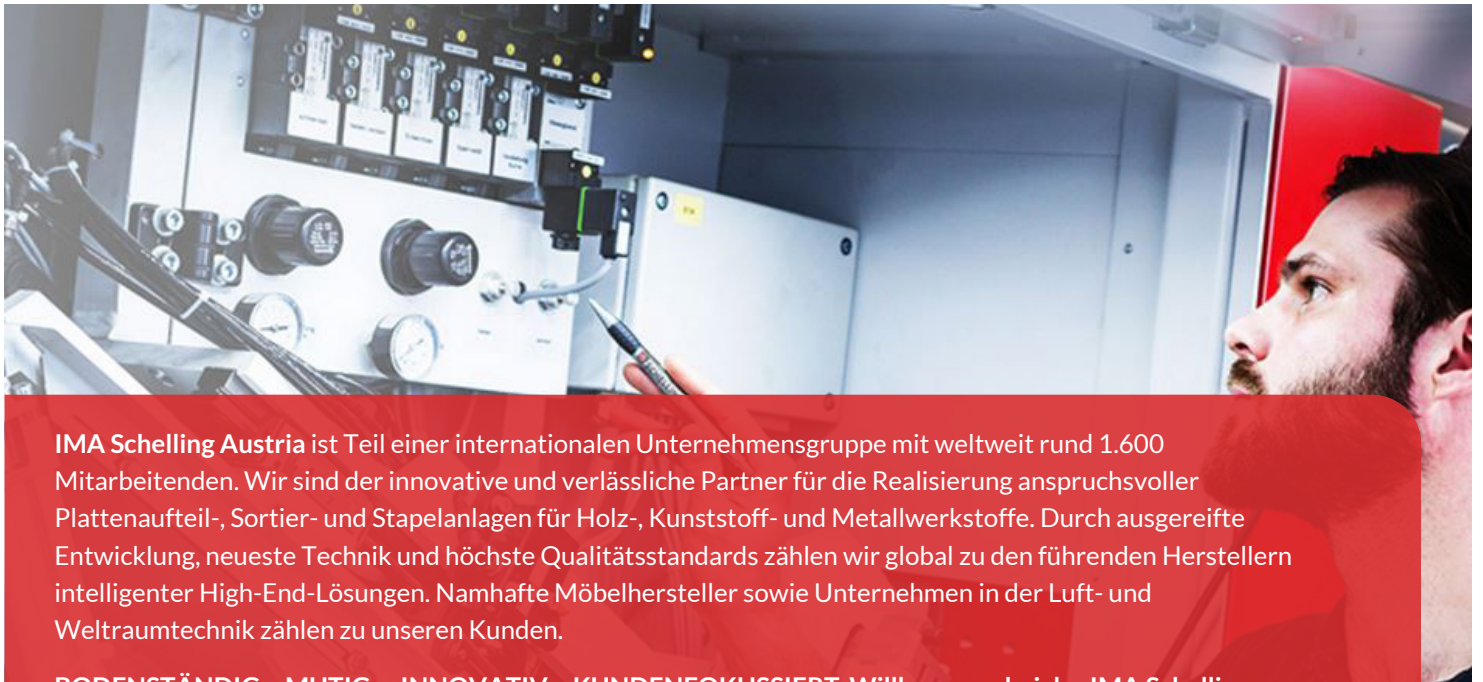 IMA Schelling Austria ist Teil einer internationalen Unternehmensgruppe mit weltweit rund 1.600
Mitarbeitenden. Wir sind der innovative und verlässliche Partner für die Realisierung anspruchsvoller
Plattenaufteil-, Sortier- und Stapelanlagen für Holz-, Kunststoff- und Metallwerkstoffe. Durch ausgereifte
Entwicklung, neueste Technik und höchste Qualitätsstandards zählen wir global zu den führenden Herstellern
intelligenter High-End-Lösungen. Namhafte Möbelhersteller sowie Unternehmen in der Luft- und
Weltraumtechnik zählen zu unseren Kunden.